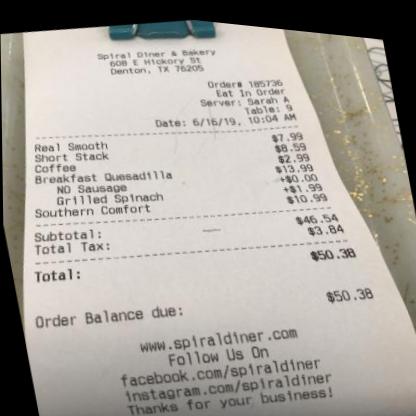 Spiral Diner & Bakery
608 E Hickory St
Denton, TX 76205
Order# 185736
Eat In Order
Server: Sarah A
Table: 9
Date: 6/16/19, 10:04 AM
Real Smooth $7.99
Short Stack $8.59
Coffee $2.99
Breakfast Quesadilla $13.99
NO Sausage +$0.00
Grilled Spinach +$1.99
Southern Comfort $10.99
Subtotal: $46.54
Total Tax: $3.84
Total: $50.38
Order Balance due: $50.38
www.spiraldiner.com
Follow Us On
facebook.com/spiraldiner
instagram.com/spiraldiner
Thanks for your business!